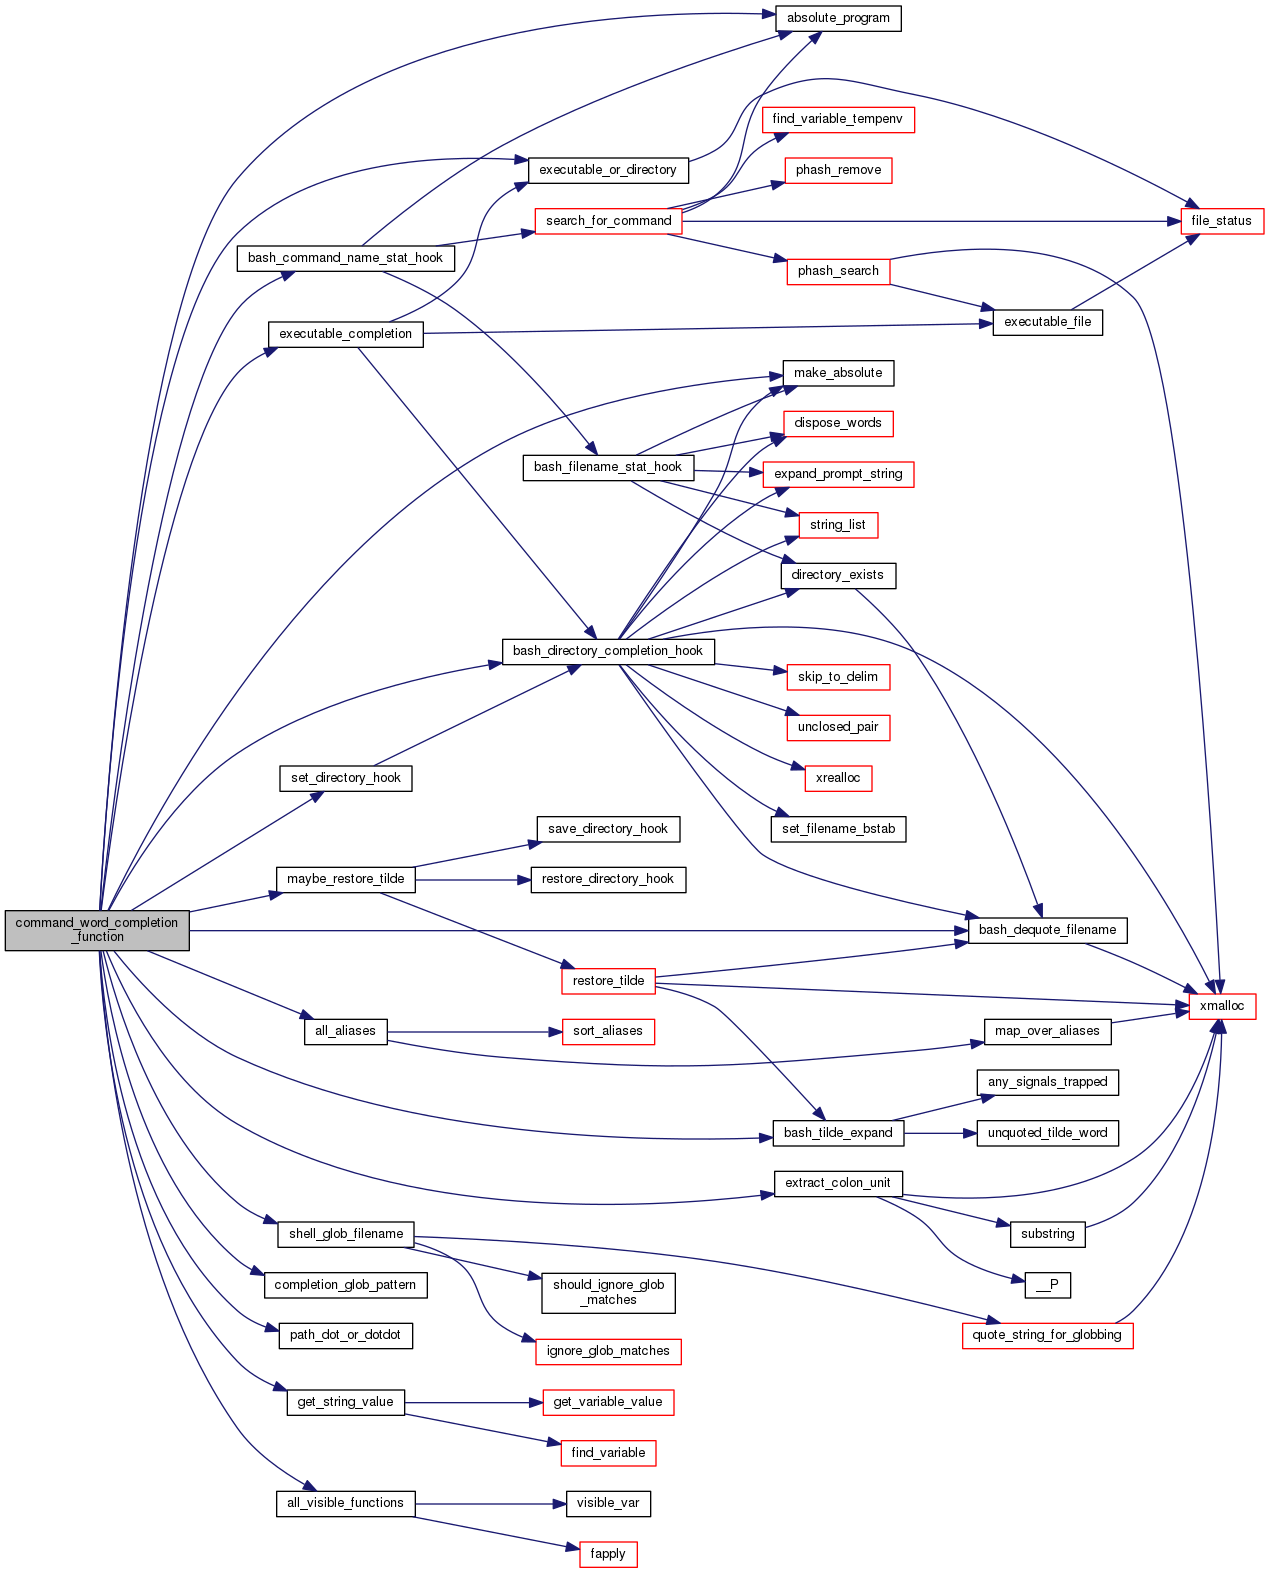 absolute_program
find_variable_tempenv
executable_or_directory
phash_remove
search_for_command
file_status
bash_command_name_stat_hook
phash_search
executable_completion
executable_file
make_absolute
dispose_words
bash_filename_stat_hook
expand_prompt_string
string_list
directory_exists
bash_directory_completion_hook
skip_to_delim
unclosed_pair
set_directory_hook
xrealloc
save_directory_hook
set_filename_bstab
maybe_restore_tilde
restore_directory_hook
command_word_completion
_function
bash_dequote_filename
restore_tilde
xmalloc
all_aliases
sort_aliases
map_over_aliases
any_signals_trapped
bash_tilde_expand
unquoted_tilde_word
extract_colon_unit
shell_glob_filename
substring
completion_glob_pattern
should_ignore_glob
_matches
__P
path_dot_or_dotdot
ignore_glob_matches
quote_string_for_globbing
get_string_value
get_variable_value
find_variable
all_visible_functions
visible_var
fapply